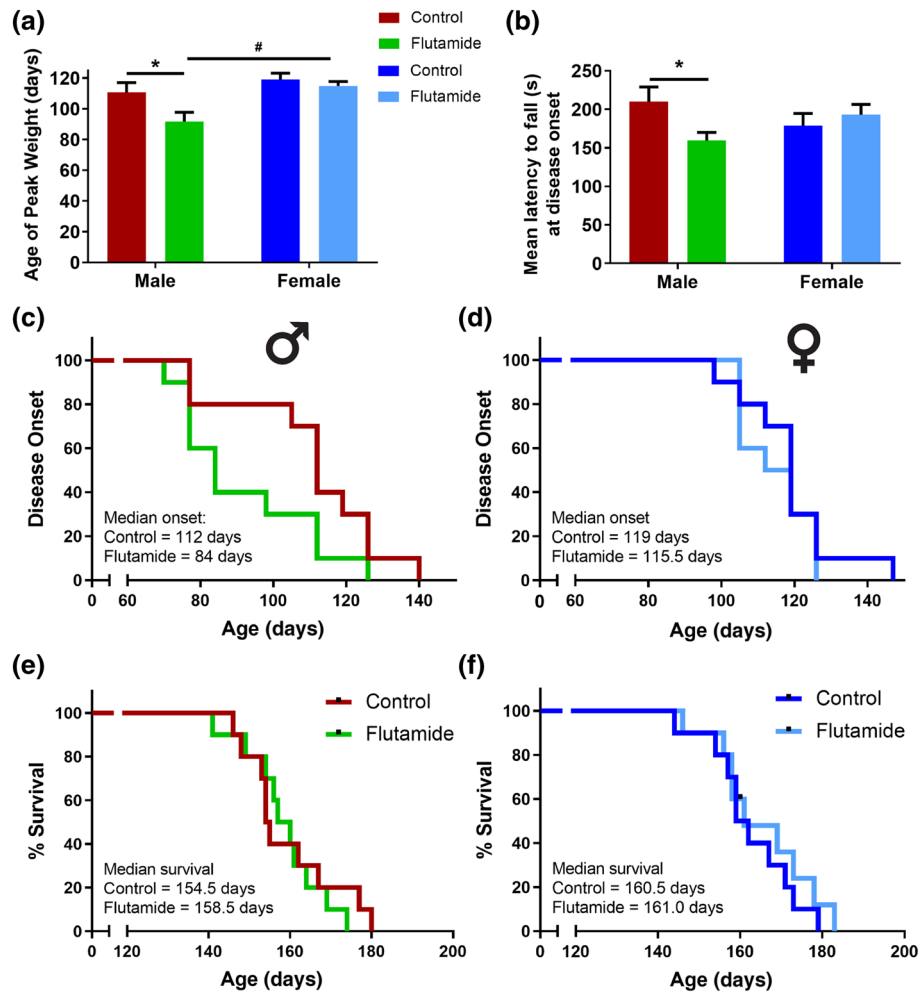 (a)
Age of Peak Weight (days)
120
100
80
60
40
20
0
*
#
Male
Female
Control
Flutamide
Control
Flutamide
(b)
Mean latency to fall (s)
at disease onset
250
200
150
100
50
0
*
Male
Female
(c)
Disease Onset
100
80
60
40
20
0
Median onset:
Control = 112 days
Flutamide = 84 days
0 60 80 100 120 140
Age (days)
(d)
Disease Onset
100
80
60
40
20
0
Median onset
Control = 119 days
Flutamide = 115.5 days
0 60 80 100 120 140
Age (days)
(e)
% Survival
100
80
60
40
20
0
Control
Flutamide
Median survival
Control = 154.5 days
Flutamide = 158.5 days
0 120 140 160 180 200
Age (days)
(f)
% Survival
100
80
60
40
20
0
Control
Flutamide
Median survival
Control = 160.5 days
Flutamide = 161.0 days
0 120 140 160 180 200
Age (days)